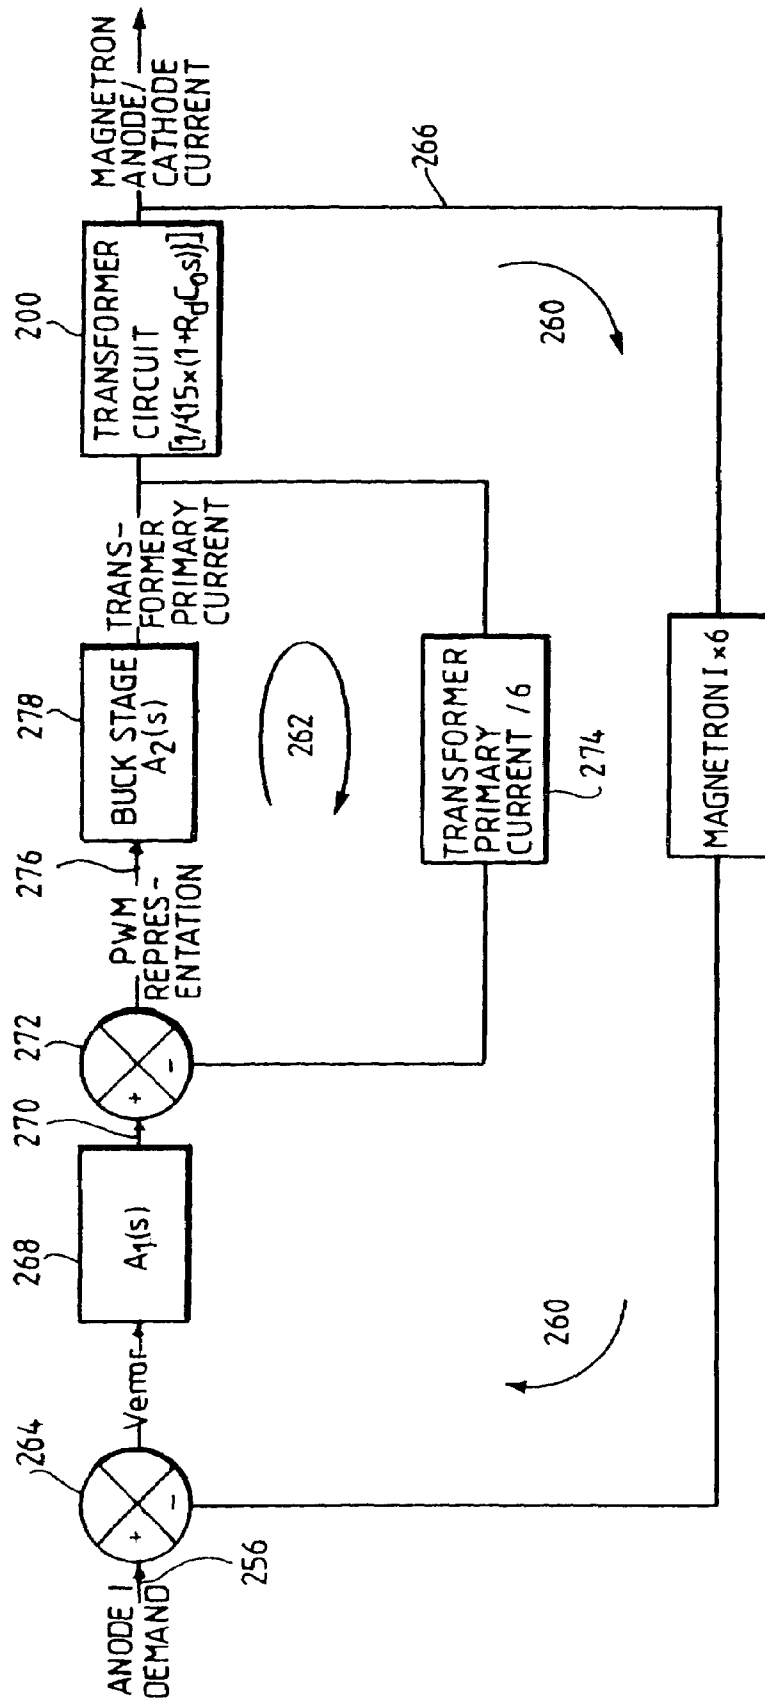 ANODE I
DEMAND
256
264
+
-
Verror
268
A1(s)
270
272
+
-
PWM
REPRES-
ENTATION
276
278
BUCK STAGE
A2(s)
TRANS-
FORMER
PRIMARY
CURRENT
200
TRANSFORMER
CIRCUIT
[1/{15x(1+RdC0s)}]
MAGNETRON
ANODE/
CATHODE
CURRENT
266
262
TRANSFORMER
PRIMARY
CURRENT /6
274
260
260
MAGNETRON I x6